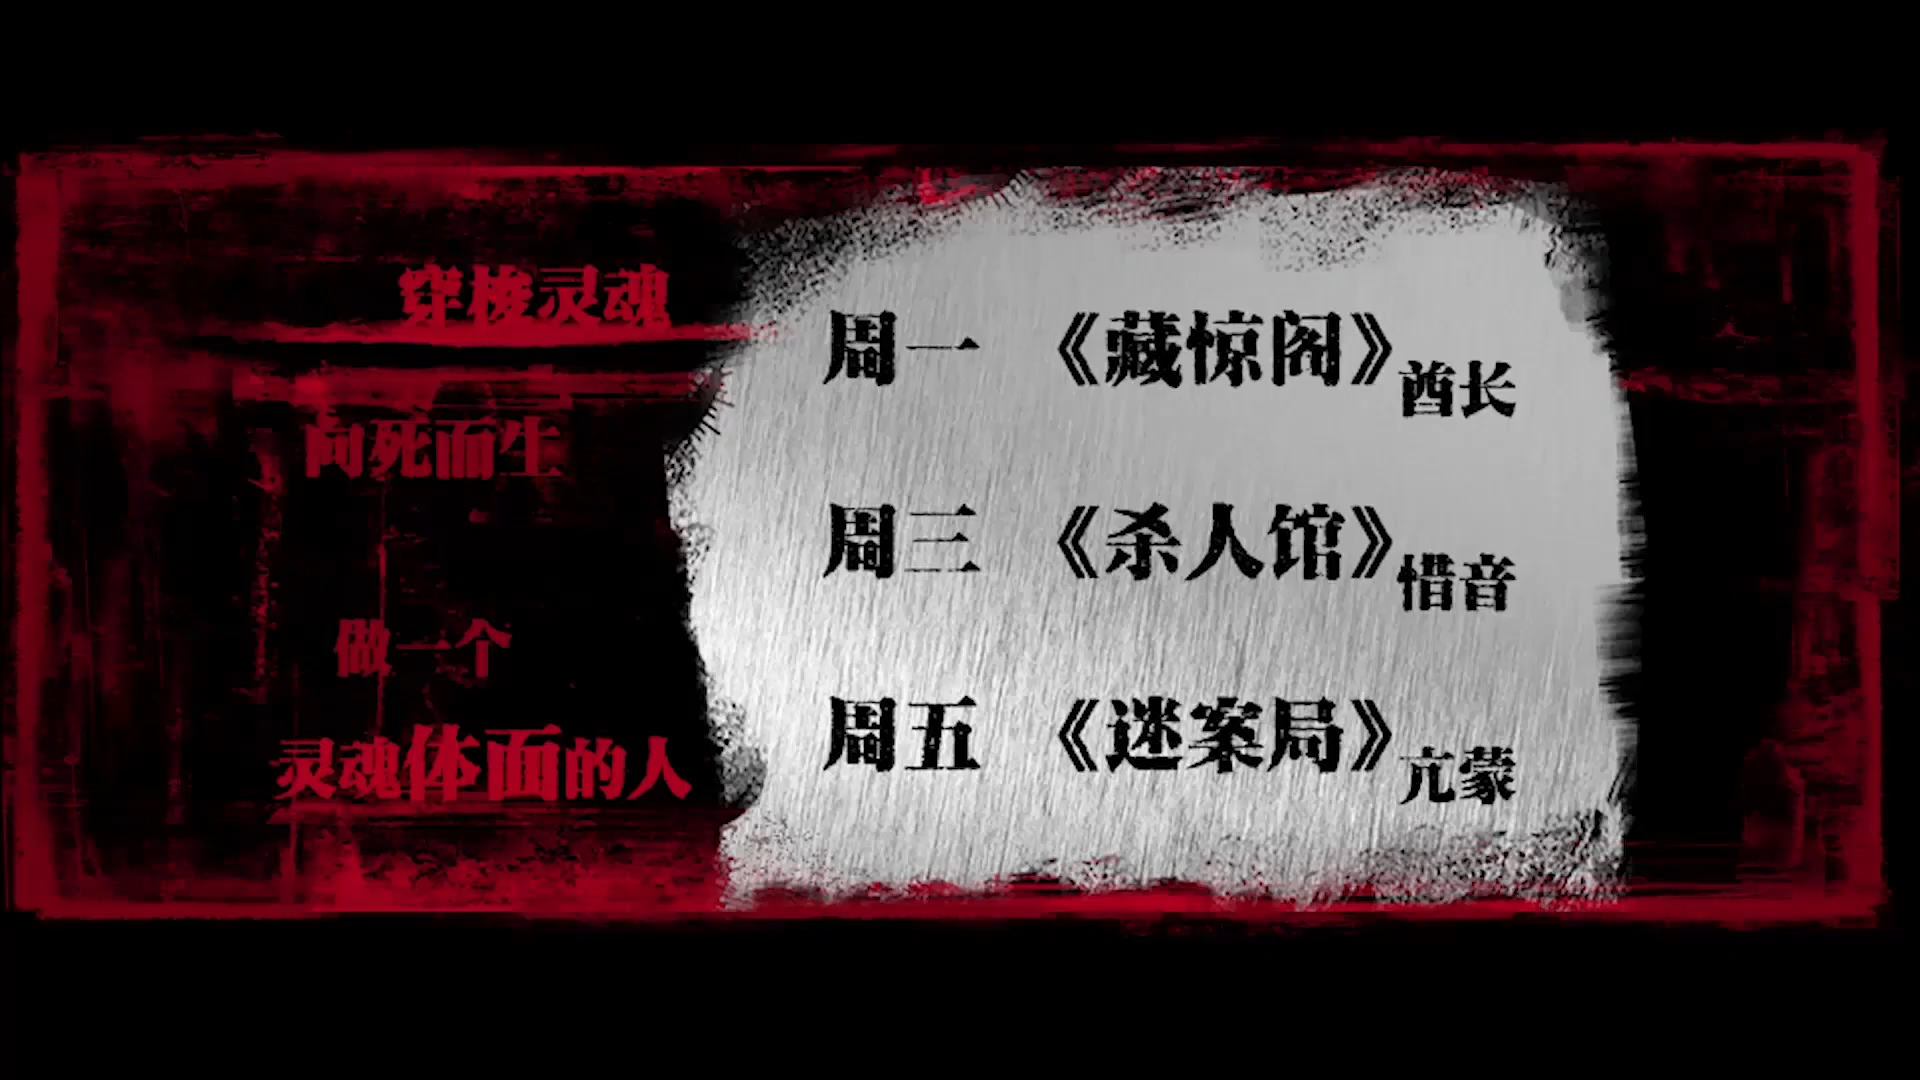 穿梭灵魂
向死而生
做一个
灵魂体面的人
周一 《藏惊阁》酋长
周三 《杀人馆》惜音
周五 《迷案局》亢蒙